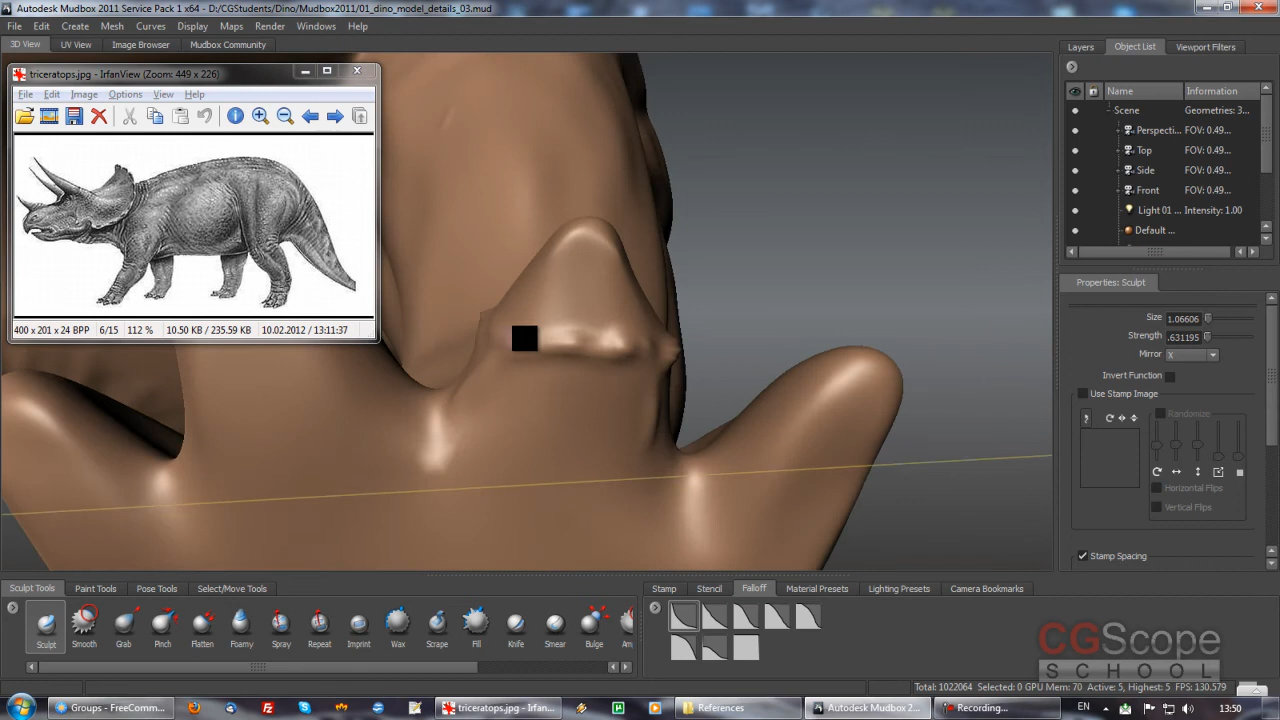 Autodesk Mudbox 2011 Service Pack 1 x64 - D:/CGStudents/Dino/Mudbox2011/01_dino_model_details_03.mud
File Edit Create Mesh Curves Display Maps Render Windows Help
3D View UV View Image Browser Mudbox Community
Layers Object List Viewport Filters
triceratops.jpg - IrfanView (Zoom: 449 x 226)
File Edit Image Options View Help
400 x 201 x 24 BPP 6/15 112 % 10.50 KB / 235.59 KB 10.02.2012 / 13:11:37
Name Information
Scene Geometries: 3...
Perspecti... FOV: 0.49...
Top FOV: 0.49...
Side FOV: 0.49...
Front FOV: 0.49...
Light 01 ... Intensity: 1.00
Default ...
Properties: Sculpt
Size 1.06606
Strength .631195
Mirror X
Invert Function
Use Stamp Image
Randomize
Horizontal Flips
Vertical Flips
Stamp Spacing
Sculpt Tools Paint Tools Pose Tools Select/Move Tools
Sculpt Smooth Grab Pinch Flatten Foamy Spray Repeat Imprint Wax Scrape Fill Knife Smear Bulge Am
Stamp Stencil Falloff Material Presets Lighting Presets Camera Bookmarks
CGScope
SCHOOL
Total: 1022064 Selected: 0 GPU Mem: 70 Active: 5, Highest: 5 FPS: 130.579
Groups - FreeComm... triceratops.jpg - Irfan... References Autodesk Mudbox 2... Recording... EN 13:50